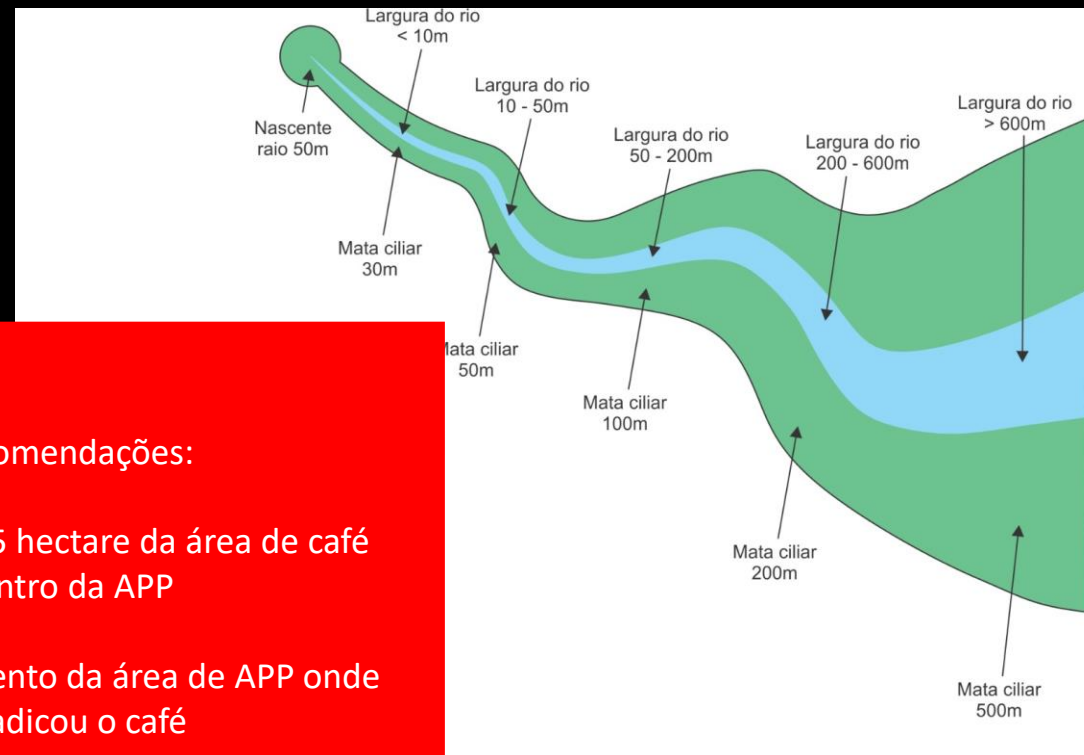 Largura do rio
< 10m
Largura do rio
10 - 50m
Largura do rio
50 - 200m
Largura do rio
200 - 600m
Largura do rio
> 600m
Nascente
raio 50m
Mata ciliar
30m
Mata ciliar
50m
Mata ciliar
100m
Mata ciliar
200m
Mata ciliar
500m
omendações:
5 hectare da área de café
ntro da APP
ento da área de APP onde
adicou o café